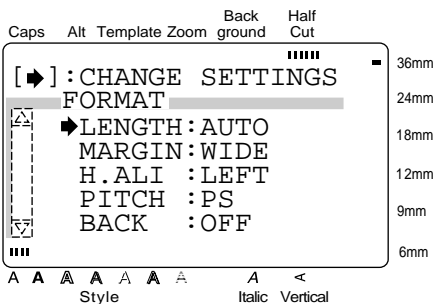 Back Half
Caps Alt Template Zoom ground Cut
[➡]:CHANGE SETTINGS
FORMAT
➡LENGTH:AUTO
MARGIN:WIDE
H.ALI :LEFT
PITCH :PS
BACK :OFF
36mm
24mm
18mm
12mm
9mm
6mm
A A A A A A A A <
Style Italic Vertical